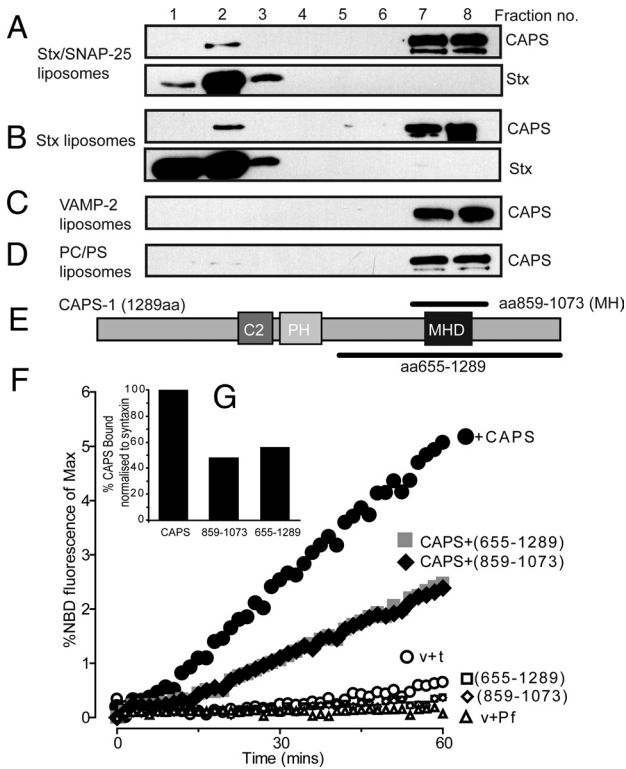 1 2 3 4 5 6 7 8 Fraction no.
A
Stx/SNAP-25
liposomes
CAPS
Stx
B
Stx liposomes
CAPS
Stx
C
VAMP-2
liposomes
CAPS
D
PC/PS
liposomes
CAPS
CAPS-1 (1289aa)
aa859-1073 (MH)
E
C2
PH
MHD
aa655-1289
F
%NBD fluorescence of Max
6
5
4
3
2
1
0
0 30 60
Time (mins)
G
% CAPS Bound
normalised to syntaxin
100
80
60
40
20
0
CAPS 859-1073 655-1289
+CAPS
CAPS+(655-1289)
CAPS+(859-1073)
v+t
(655-1289)
(859-1073)
v+Pf